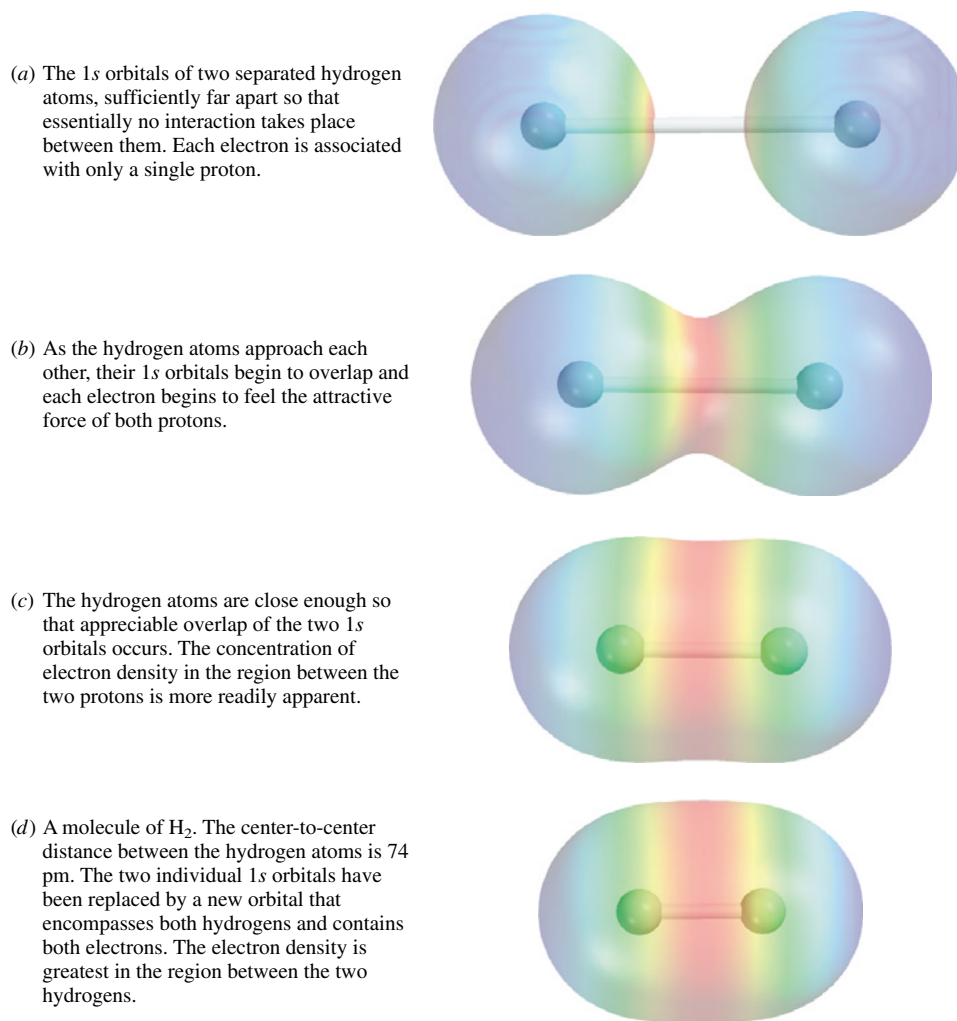 (a) The 1s orbitals of two separated hydrogen
atoms, sufficiently far apart so that
essentially no interaction takes place
between them. Each electron is associated
with only a single proton.
(b) As the hydrogen atoms approach each
other, their 1s orbitals begin to overlap and
each electron begins to feel the attractive
force of both protons.
(c) The hydrogen atoms are close enough so
that appreciable overlap of the two 1s
orbitals occurs. The concentration of
electron density in the region between the
two protons is more readily apparent.
(d) A molecule of H₂. The center-to-center
distance between the hydrogen atoms is 74
pm. The two individual 1s orbitals have
been replaced by a new orbital that
encompasses both hydrogens and contains
both electrons. The electron density is
greatest in the region between the two
hydrogens.